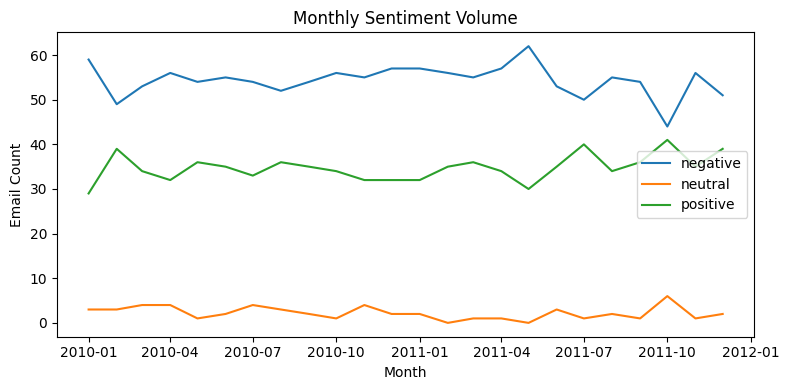 Monthly Sentiment Volume
Email Count
60
50
40
30
20
10
0
negative
neutral
positive
2010-01 2010-04 2010-07 2010-10 2011-01 2011-04 2011-07 2011-10 2012-01
Month